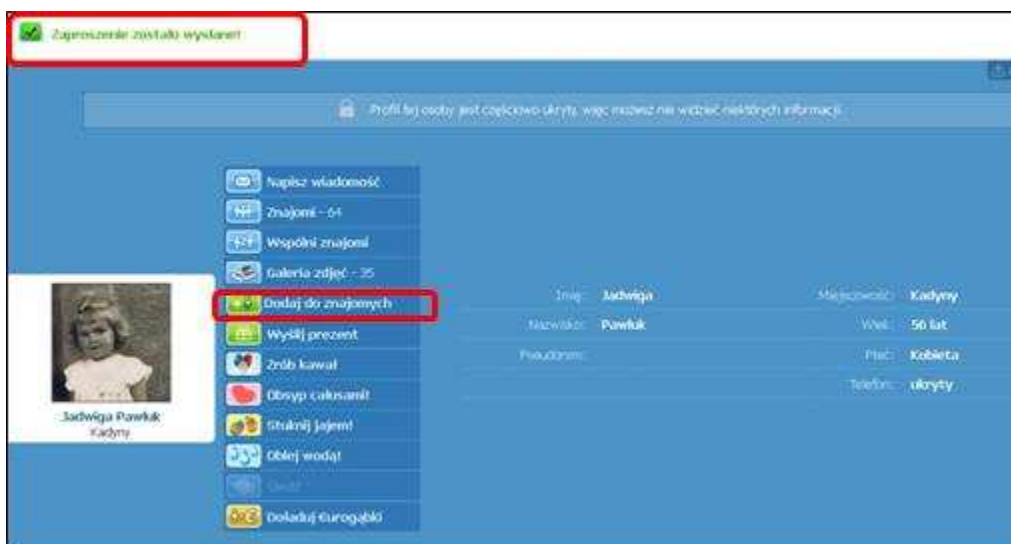 Zaproszenie zostało wysłane!
Profil tej osoby jest częściowo ukryty, więc możesz nie widzieć niektórych informacji.
Napisz wiadomość
Znajomi - 64
Wspólni znajomi
Galeria zdjęć - 35
Dodaj do znajomych
Wyślij prezent
Zrób kawał
Obsyp całusami!
Stuknij jajem!
Oblej wodą!
Doładuj €urogąbki
Jadwiga Pawluk
Kadyny
Imię: Jadwiga
Nazwisko: Pawluk
Pseudonim:
Miejscowość: Kadyny
Wiek: 56 lat
Płeć: Kobieta
Telefon: ukryty